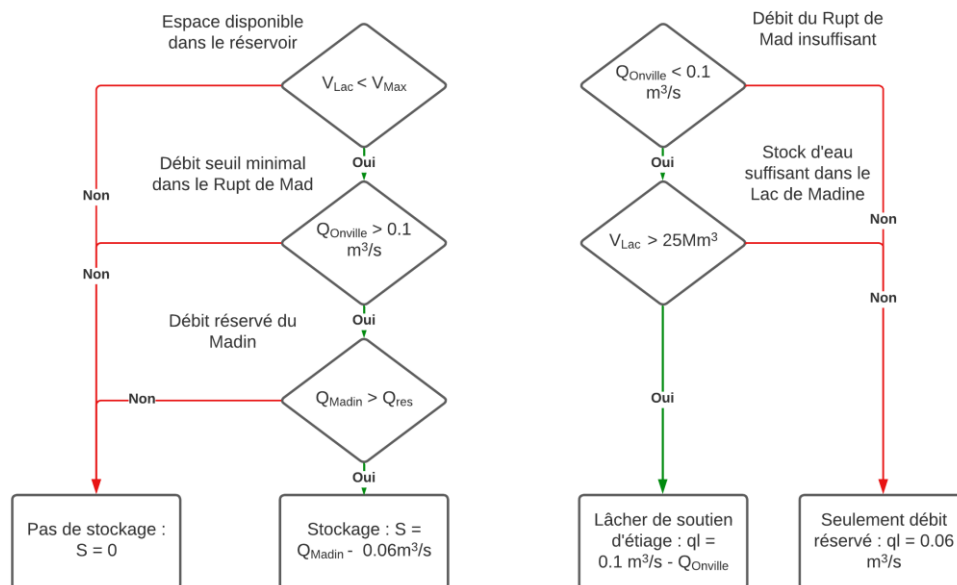 Espace disponible
dans le réservoir
V_Lac < V_Max
Oui
Débit seuil minimal
dans le Rupt de Mad
Non
Q_Onville > 0.1
m³/s
Non
Oui
Débit réservé du
Madin
Q_Madin > Q_res
Non
Oui
Pas de stockage :
S = 0
Stockage : S =
Q_Madin - 0.06m³/s
Débit du Rupt de
Mad insuffisant
Q_Onville < 0.1
m³/s
Oui
Stock d'eau
suffisant dans le
Lac de Madine
Non
V_Lac > 25Mm³
Non
Oui
Lâcher de soutien
d'étiage : ql =
0.1 m³/s - Q_Onville
Seulement débit
réservé : ql = 0.06
m³/s